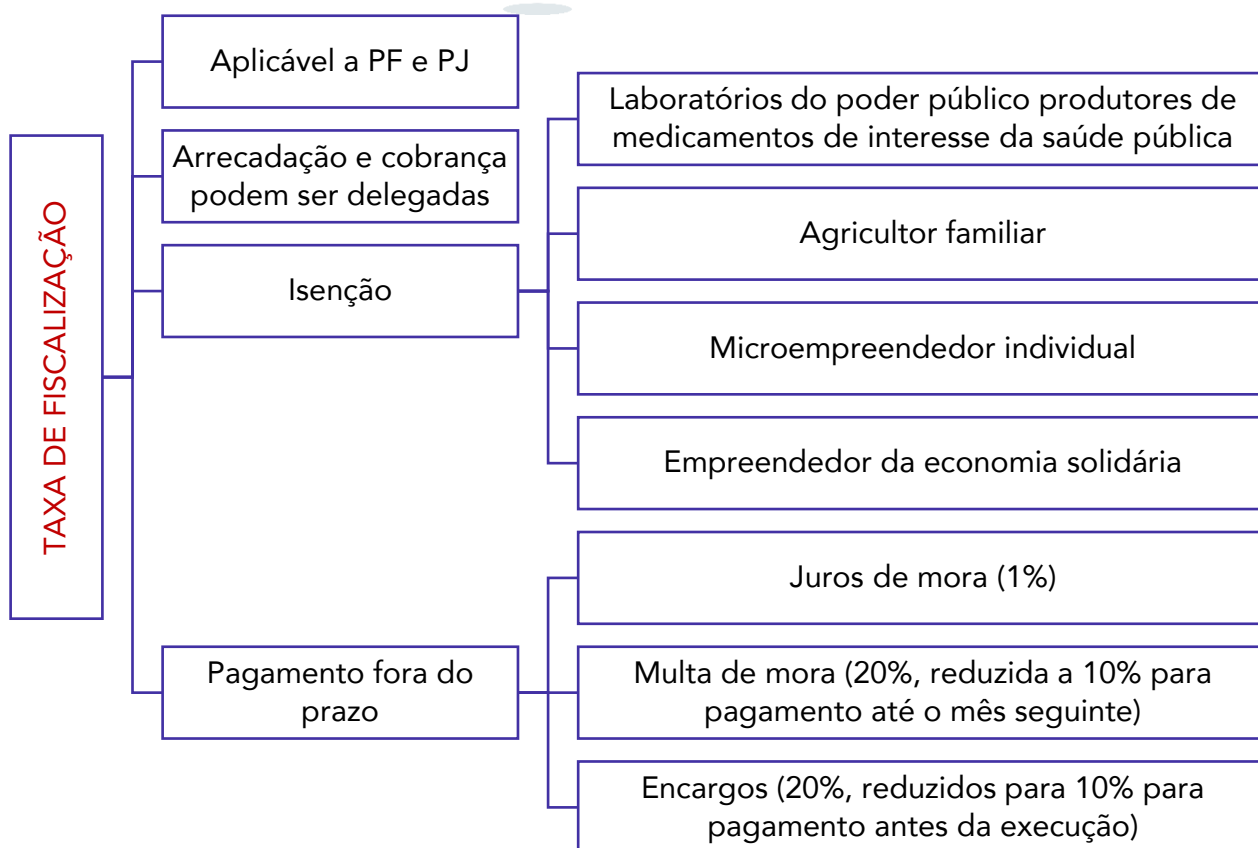 TAXA DE FISCALIZAÇÃO
Aplicável a PF e PJ
Arrecadação e cobrança
podem ser delegadas
Isenção
Laboratórios do poder público produtores de
medicamentos de interesse da saúde pública
Agricultor familiar
Microempreendedor individual
Empreendedor da economia solidária
Pagamento fora do
prazo
Juros de mora (1%)
Multa de mora (20%, reduzida a 10% para
pagamento até o mês seguinte)
Encargos (20%, reduzidos para 10% para
pagamento antes da execução)